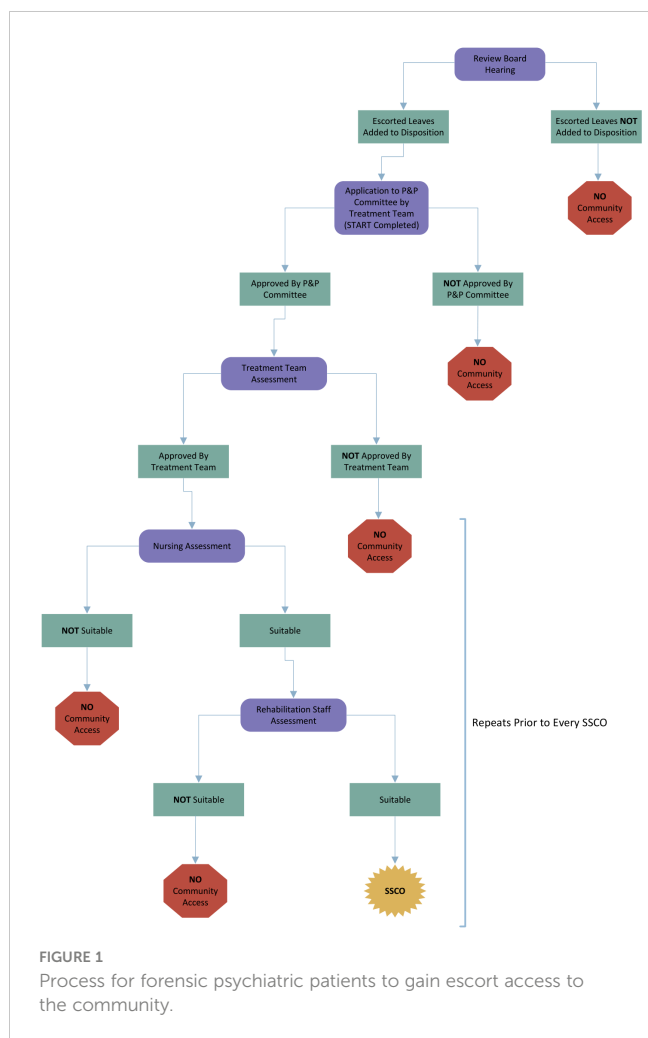 Review Board
Hearing
Escorted Leaves
Added to Disposition
Escorted Leaves NOT
Added to Disposition
Application to P&P
Committee by
Treatment Team
(START Completed)
NO
Community
Access
Approved By P&P
Committee
NOT Approved By
P&P Committee
Treatment Team
Assessment
NO
Community
Access
Approved By
Treatment Team
NOT Approved By
Treatment Team
Nursing Assessment
NO
Community
Access
NOT Suitable
Suitable
NO
Community
Access
Rehabilitation Staff
Assessment
Repeats Prior to Every SSCO
NOT Suitable
Suitable
NO
Community
Access
SSCO
FIGURE 1
Process for forensic psychiatric patients to gain escort access to
the community.